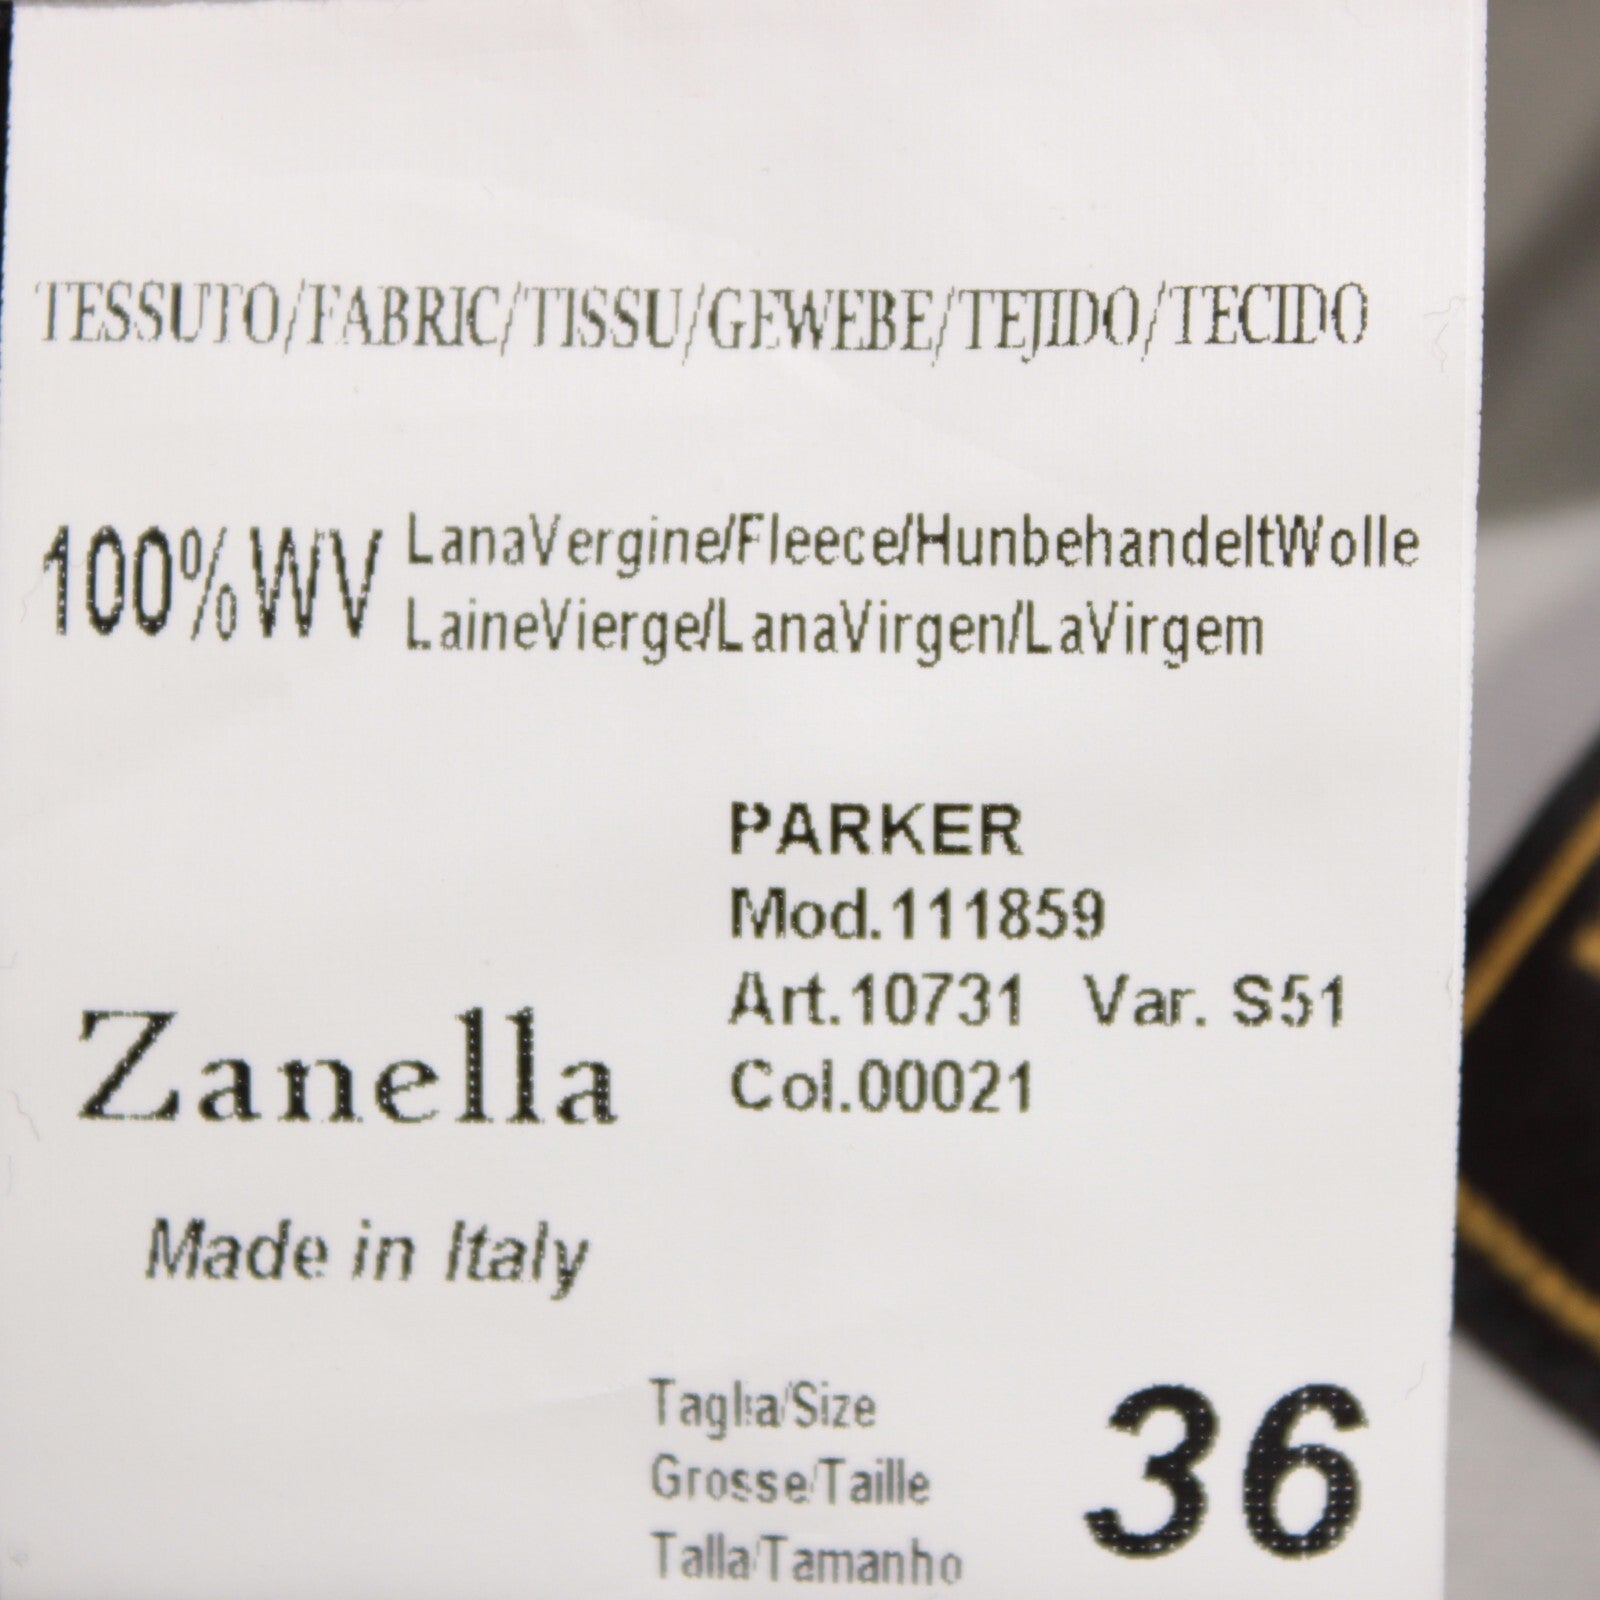 TESSUTO/FABRIC/TISSU/GEWEBE/TEJIDO/TECIDO
100%WV LanaVergine/Fleece/HunbehandeltWolle
LaineVierge/LanaVirgen/LaVirgem
PARKER
Mod.111859
Art.10731 Var. S51
Col.00021
Zanella
Made in Italy
Taglia/Size
Grosse/Taille
Talla/Tamanho
36